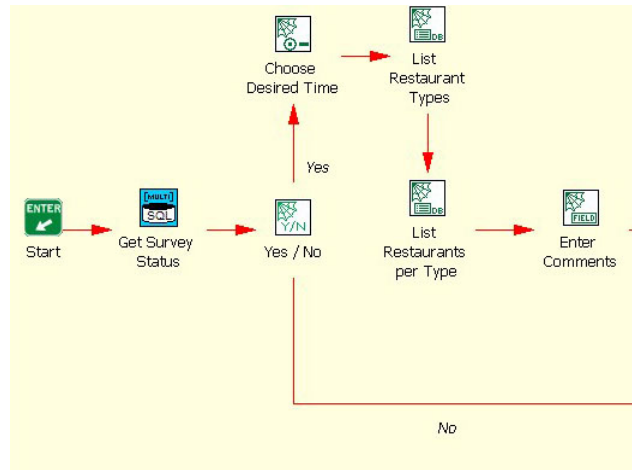 DB
Choose
Desired Time
List
Restaurant
Types
Yes
ENTER
Start
[MULTI]
SQL
Get Survey
Status
Y/N
Yes / No
DB
List
Restaurants
per Type
FIELD
Enter
Comments
No